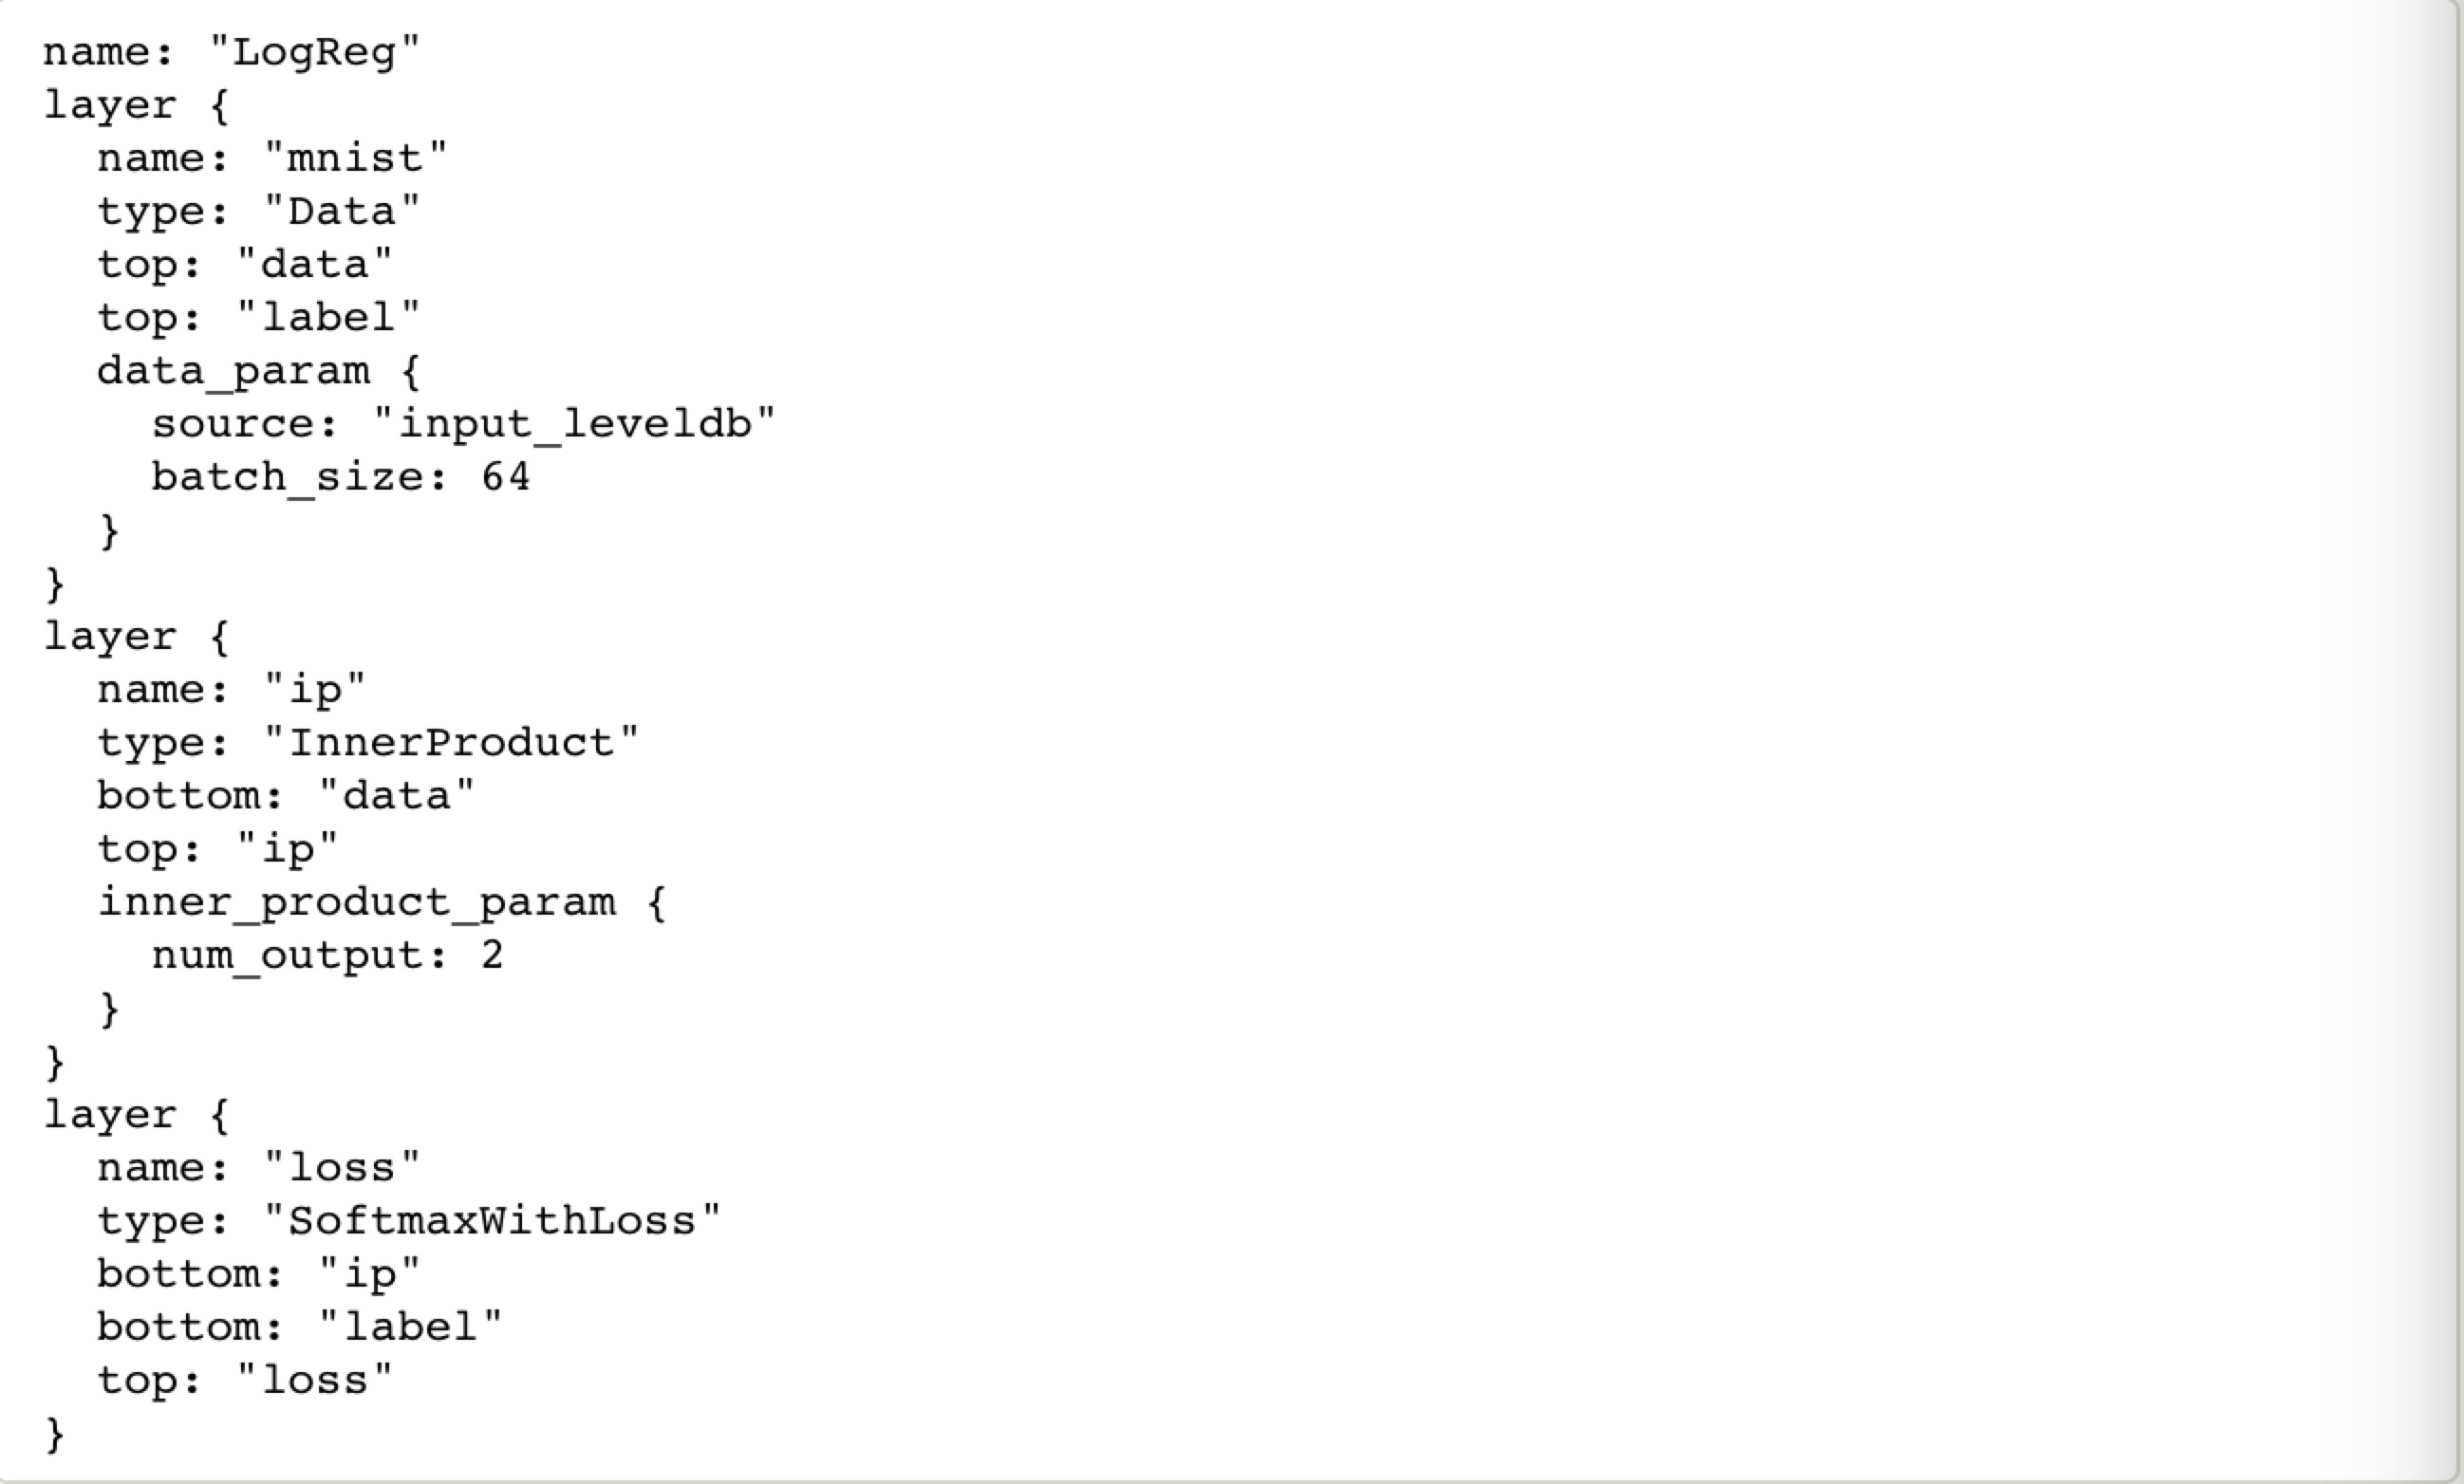 name: "LogReg"
layer {
  name: "mnist"
  type: "Data"
  top: "data"
  top: "label"
  data_param {
    source: "input_leveldb"
    batch_size: 64
  }
}
layer {
  name: "ip"
  type: "InnerProduct"
  bottom: "data"
  top: "ip"
  inner_product_param {
    num_output: 2
  }
}
layer {
  name: "loss"
  type: "SoftmaxWithLoss"
  bottom: "ip"
  bottom: "label"
  top: "loss"
}